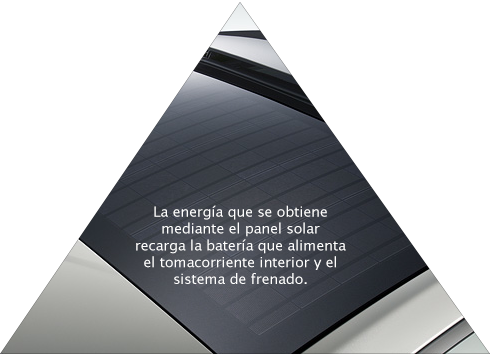 La energía que se obtiene
mediante el panel solar
recarga la batería que alimenta
el tomacorriente interior y el
sistema de frenado.